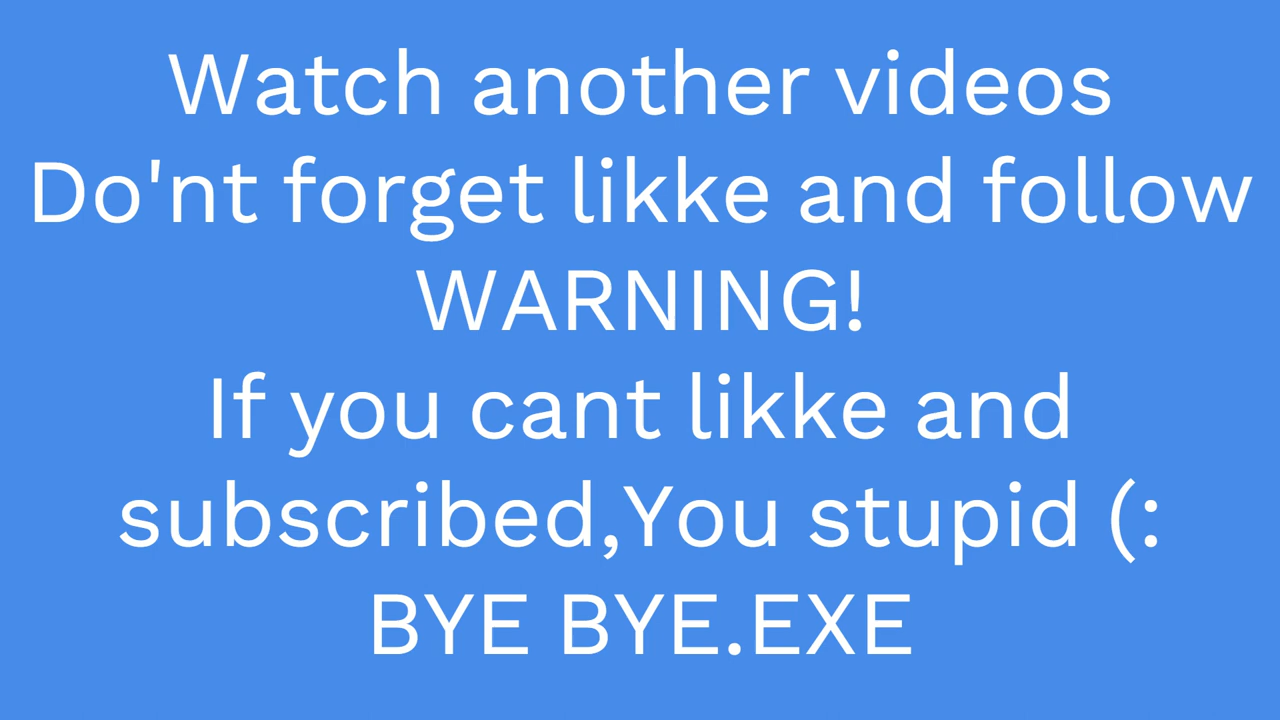 Watch another videos
Do'nt forget likke and follow
WARNING!
If you cant likke and
subscribed,You stupid (:
BYE BYE.EXE